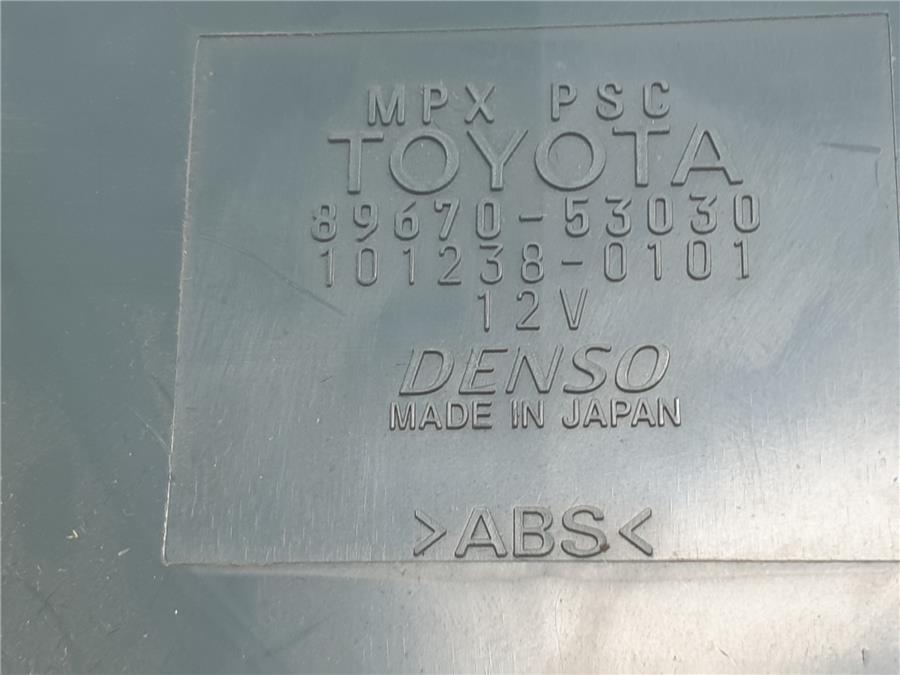 MPX PSC
TOYOTA
89670-53030
101238-0101
12V
DENSO
MADE IN JAPAN
>ABS<